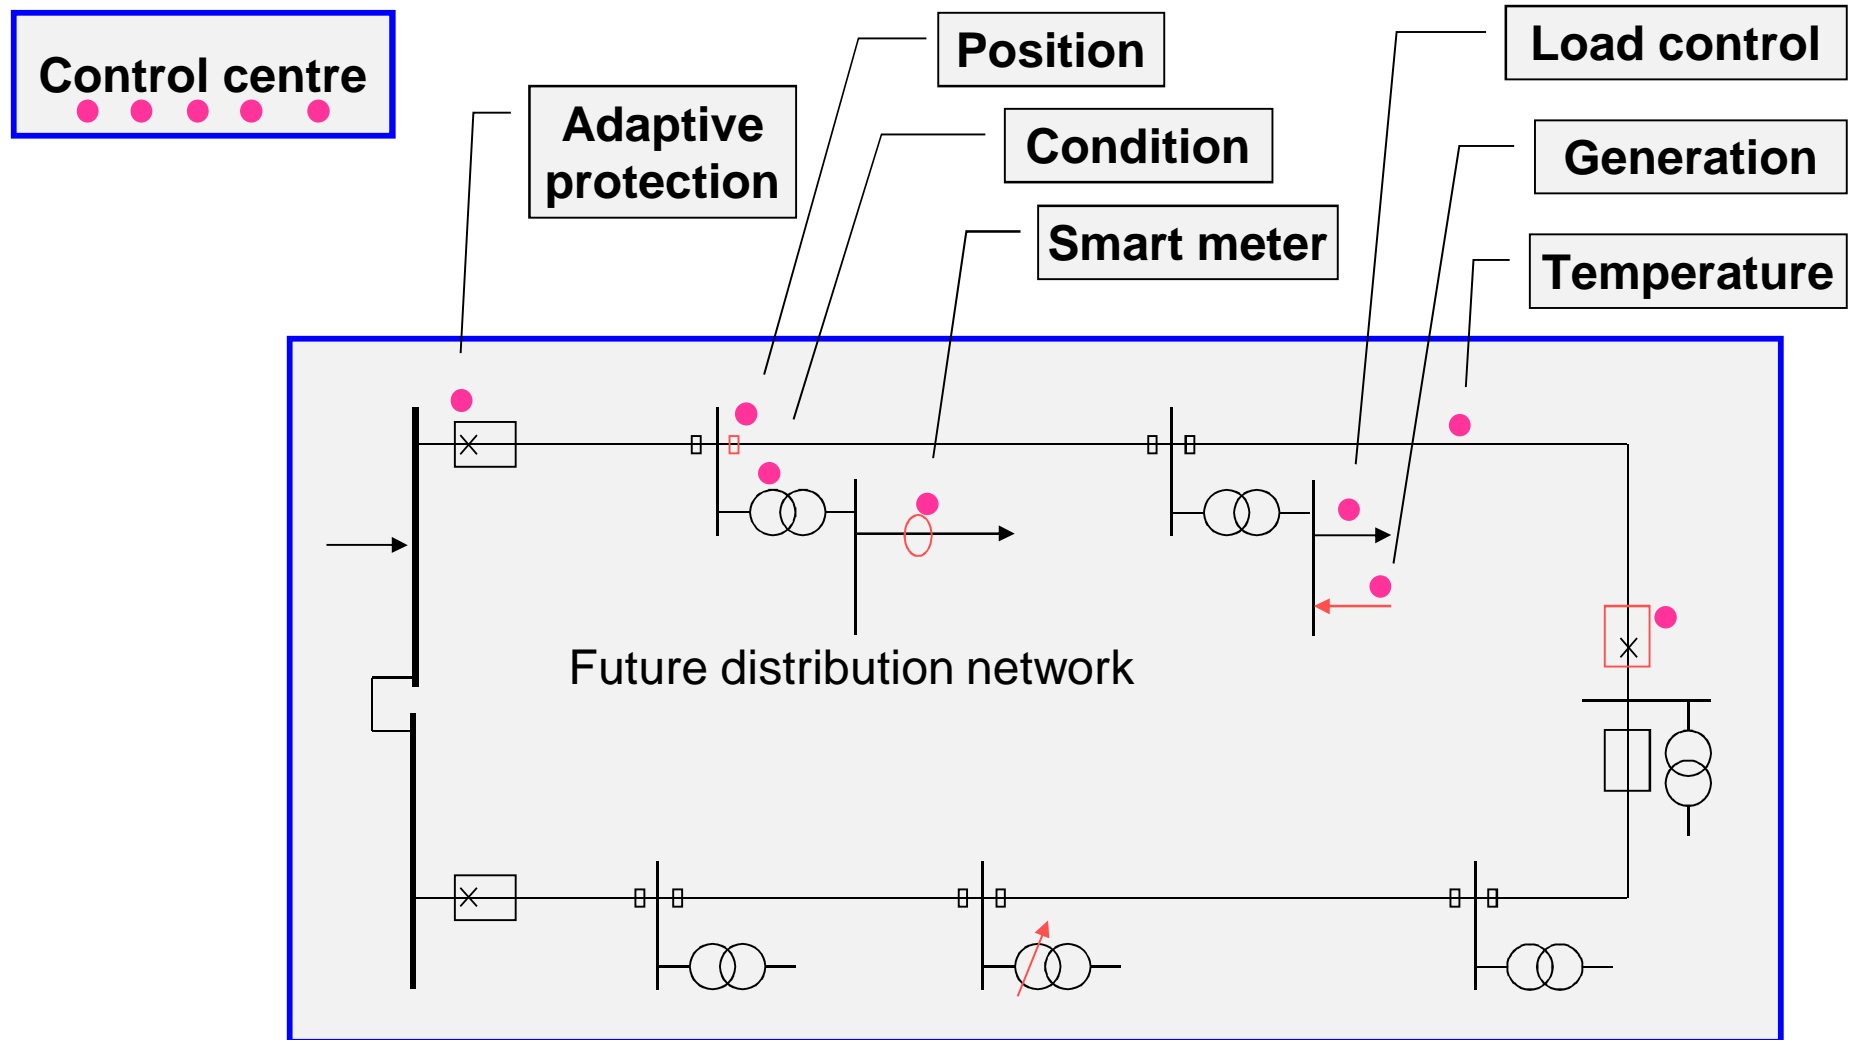 Control centre
Adaptive
protection
Position
Condition
Smart meter
Load control
Generation
Temperature
Future distribution network